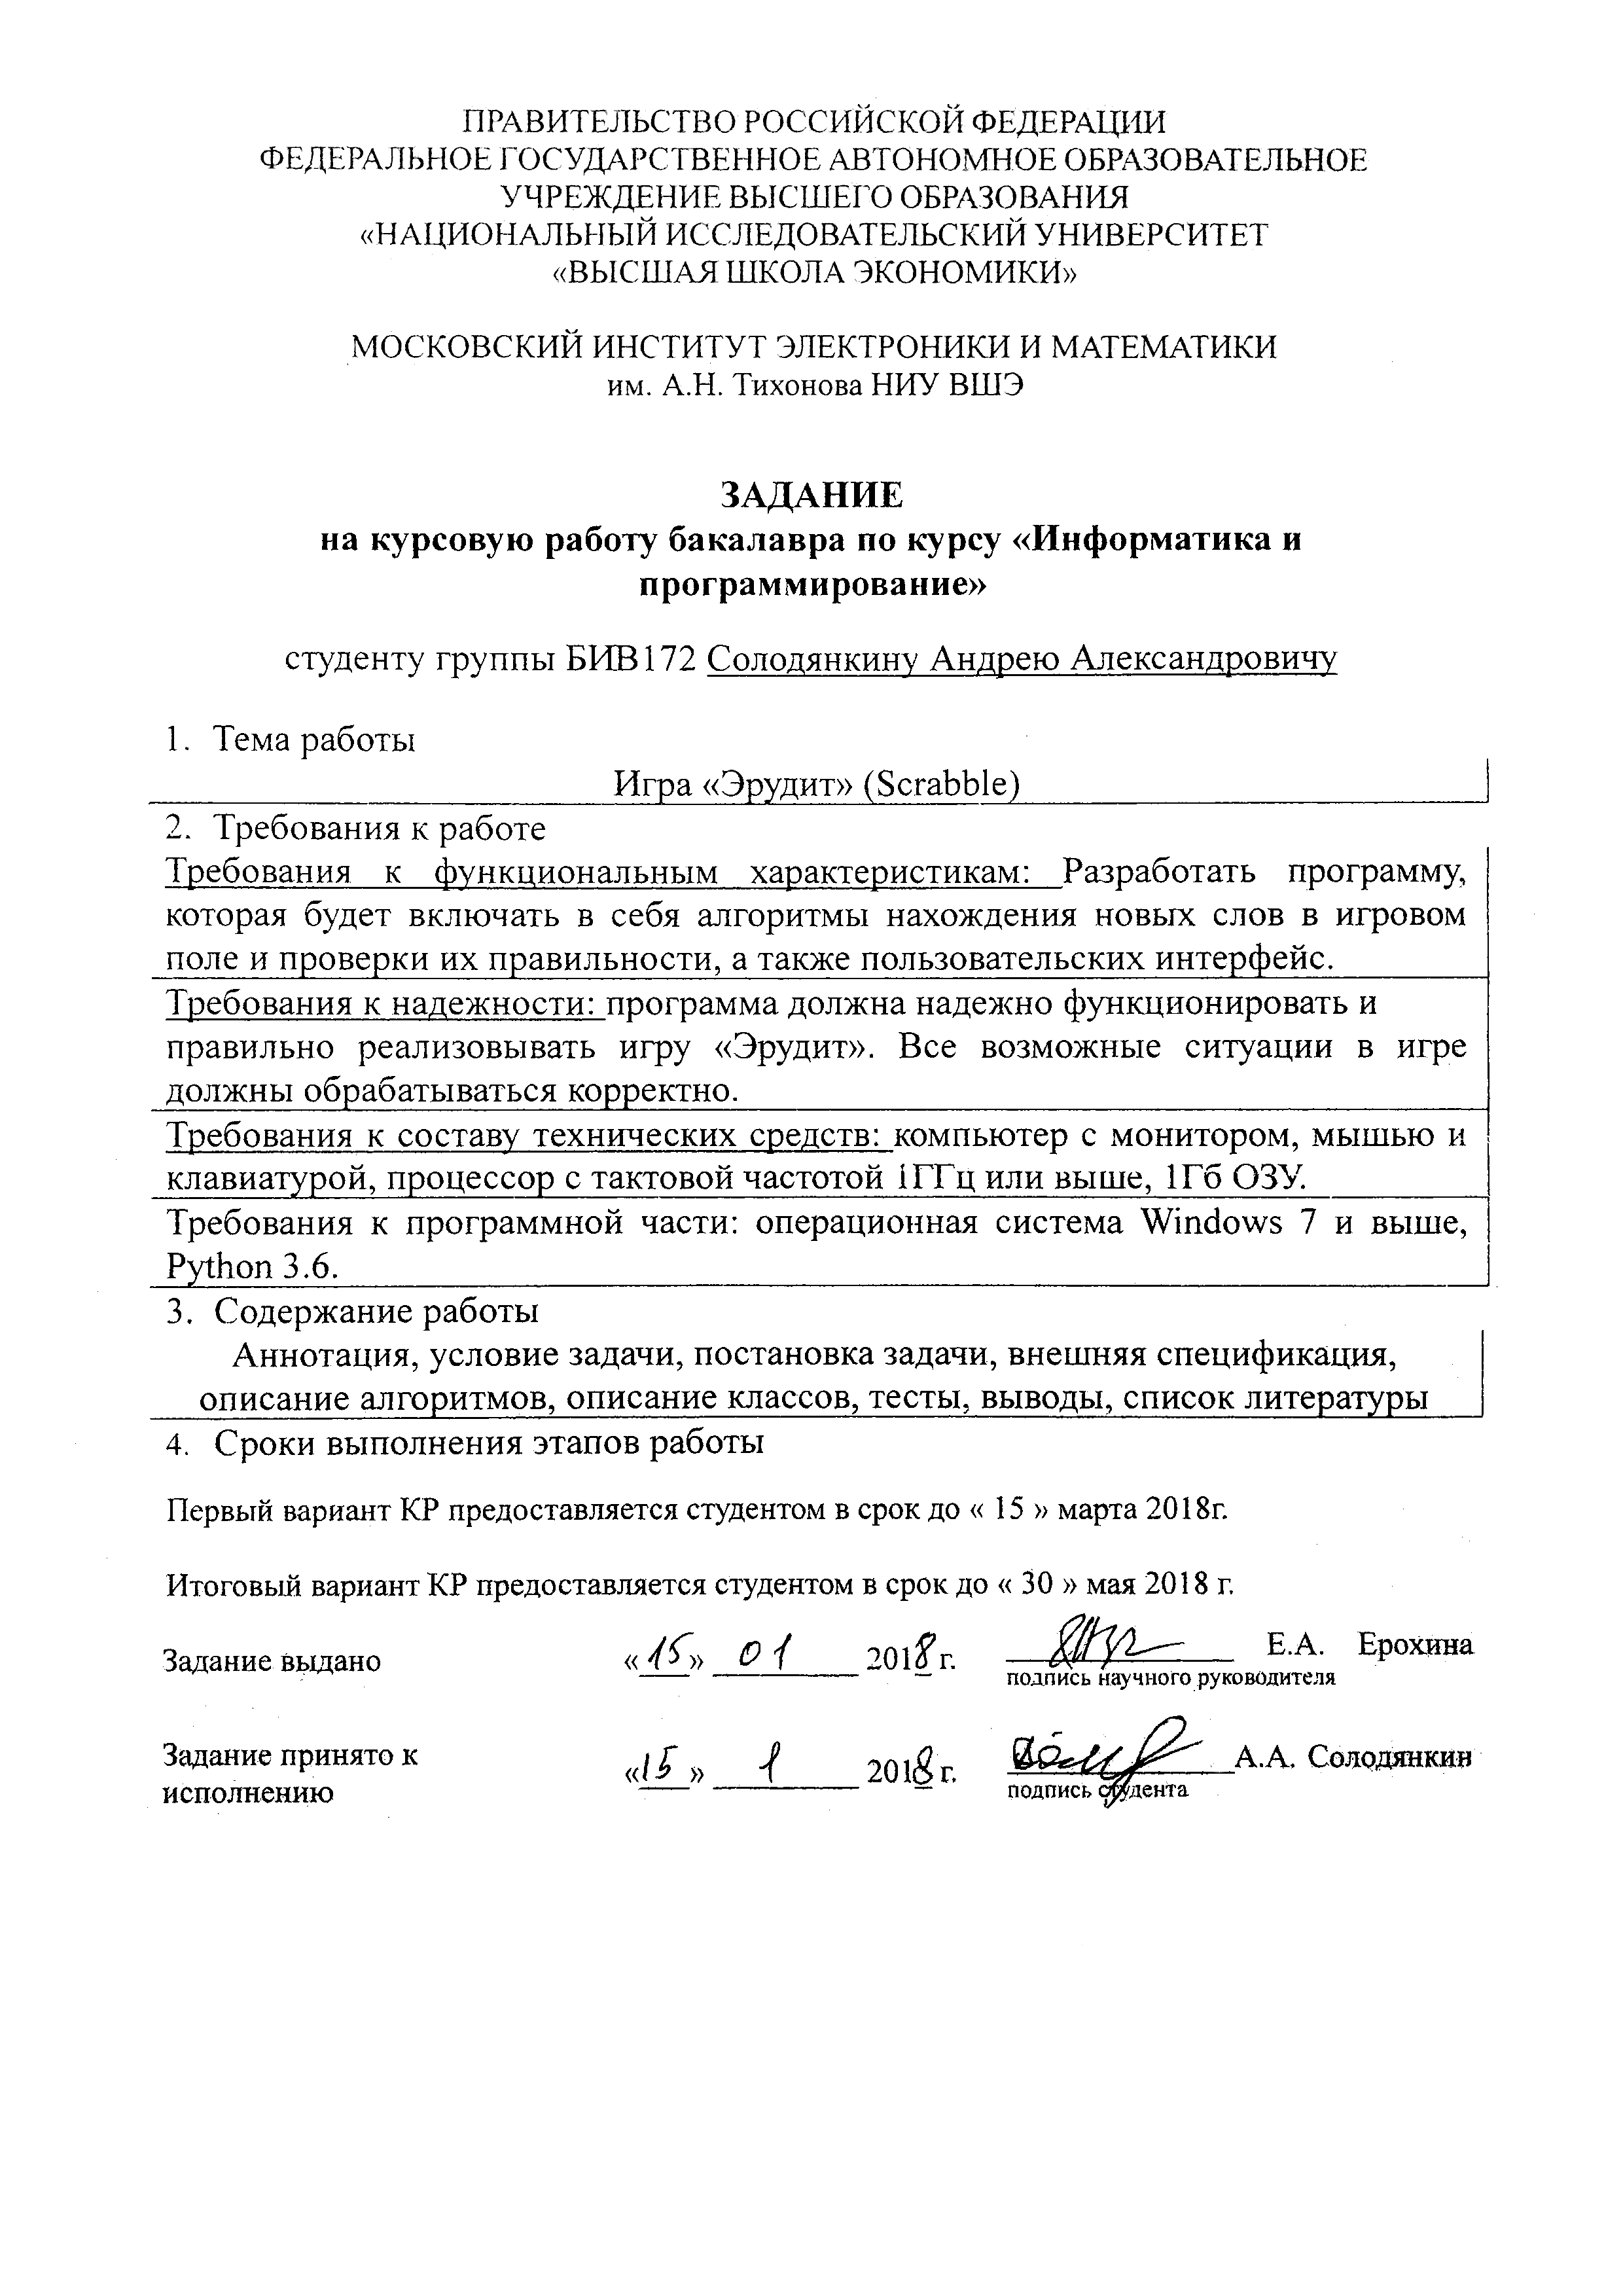 ПРАВИТЕЛЬСТВО РОССИЙСКОЙ ФЕДЕРАЦИИ
ФЕДЕРАЛЬНОЕ ГОСУДАРСТВЕННОЕ АВТОНОМНОЕ ОБРАЗОВАТЕЛЬНОЕ
УЧРЕЖДЕНИЕ ВЫСШЕГО ОБРАЗОВАНИЯ
«НАЦИОНАЛЬНЫЙ ИССЛЕДОВАТЕЛЬСКИЙ УНИВЕРСИТЕТ
«ВЫСШАЯ ШКОЛА ЭКОНОМИКИ»
МОСКОВСКИЙ ИНСТИТУТ ЭЛЕКТРОНИКИ И МАТЕМАТИКИ
им. А.Н. Тихонова НИУ ВШЭ
ЗАДАНИЕ
на курсовую работу бакалавра по курсу «Информатика и
программирование»
студенту группы БИВ172 Солодянкину Андрею Александровичу
1. Тема работы
Игра «Эрудит» (Scrabble)
2. Требования к работе
Требования к функциональным характеристикам: Разработать программу,
которая будет включать в себя алгоритмы нахождения новых слов в игровом
поле и проверки их правильности, а также пользовательских интерфейс.
Требования к надежности: программа должна надежно функционировать и
правильно реализовывать игру «Эрудит». Все возможные ситуации в игре
должны обрабатываться корректно.
Требования к составу технических средств: компьютер с монитором, мышью и
клавиатурой, процессор с тактовой частотой 1ГГц или выше, 1Гб ОЗУ.
Требования к программной части: операционная система Windows 7 и выше,
Python 3.6.
3. Содержание работы
Аннотация, условие задачи, постановка задачи, внешняя спецификация,
описание алгоритмов, описание классов, тесты, выводы, список литературы
4. Сроки выполнения этапов работы
Первый вариант КР предоставляется студентом в срок до « 15 » марта 2018г.
Итоговый вариант КР предоставляется студентом в срок до « 30 » мая 2018 г.
Задание выдано «15» 01 2018 г. Е.А. Ерохина
подпись научного руководителя
Задание принято к
исполнению «15» 1 2018 г. А.А. Солодянкин
подпись студента